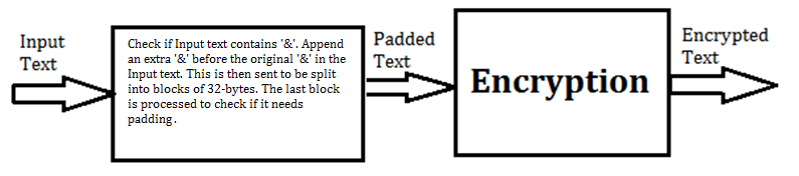 Input
Text
Check if Input text contains '&'. Append
an extra '&' before the original '&' in the
Input text. This is then sent to be split
into blocks of 32-bytes. The last block
is processed to check if it needs
padding.
Padded
Text
Encryption
Encrypted
Text